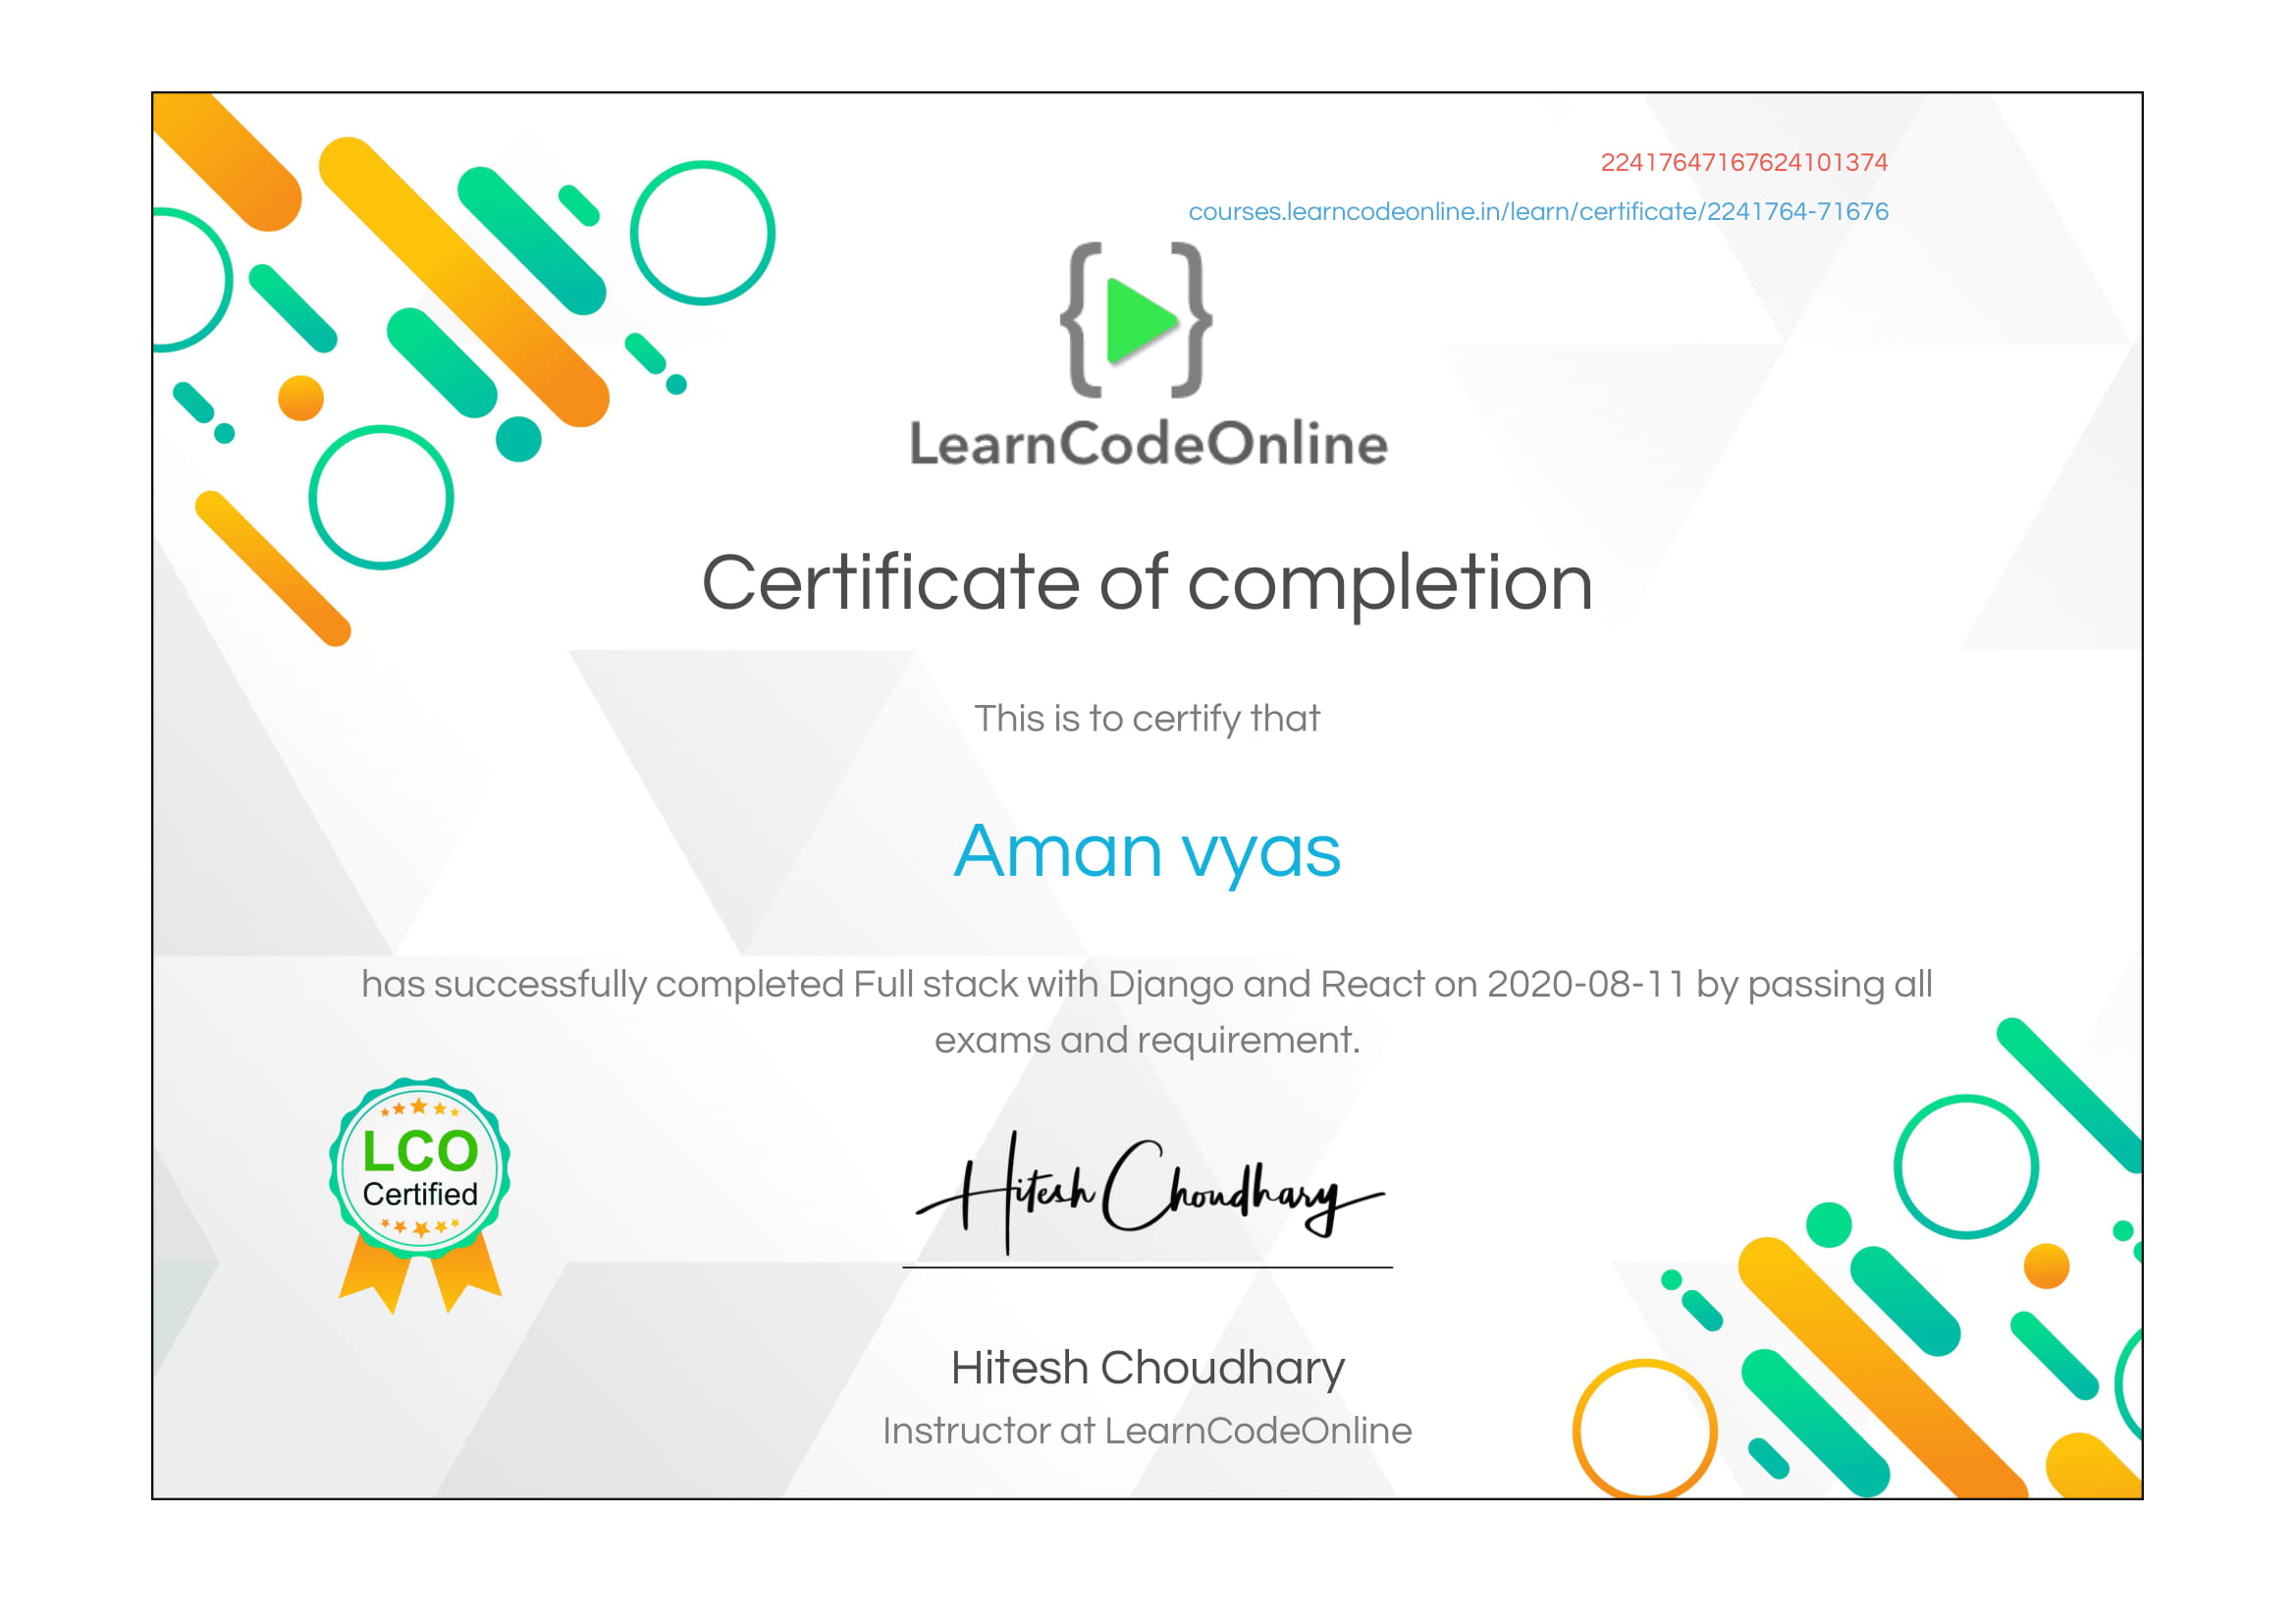 22417647167624101374
courses.learncodeonline.in/learn/certificate/2241764-71676
LearnCodeOnline
Certificate of completion
This is to certify that
Aman vyas
has successfully completed Full stack with Django and React on 2020-08-11 by passing all
exams and requirement.
LCO
Certified
Hitesh Choudhary
Hitesh Choudhary
Instructor at LearnCodeOnline